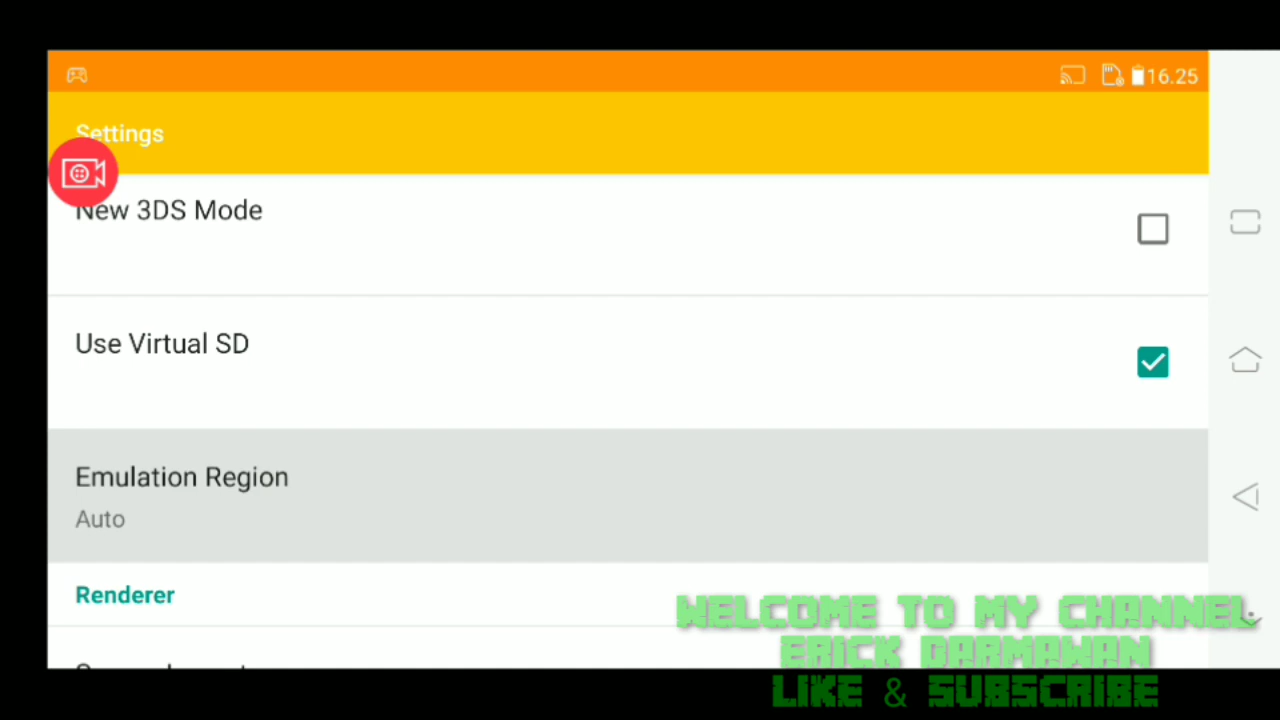 16.25
Settings
New 3DS Mode
Use Virtual SD
Emulation Region
Auto
Renderer
WELCOME TO MY CHANNEL
ERICK DARMAWAN
LIKE & SUBSCRIBE